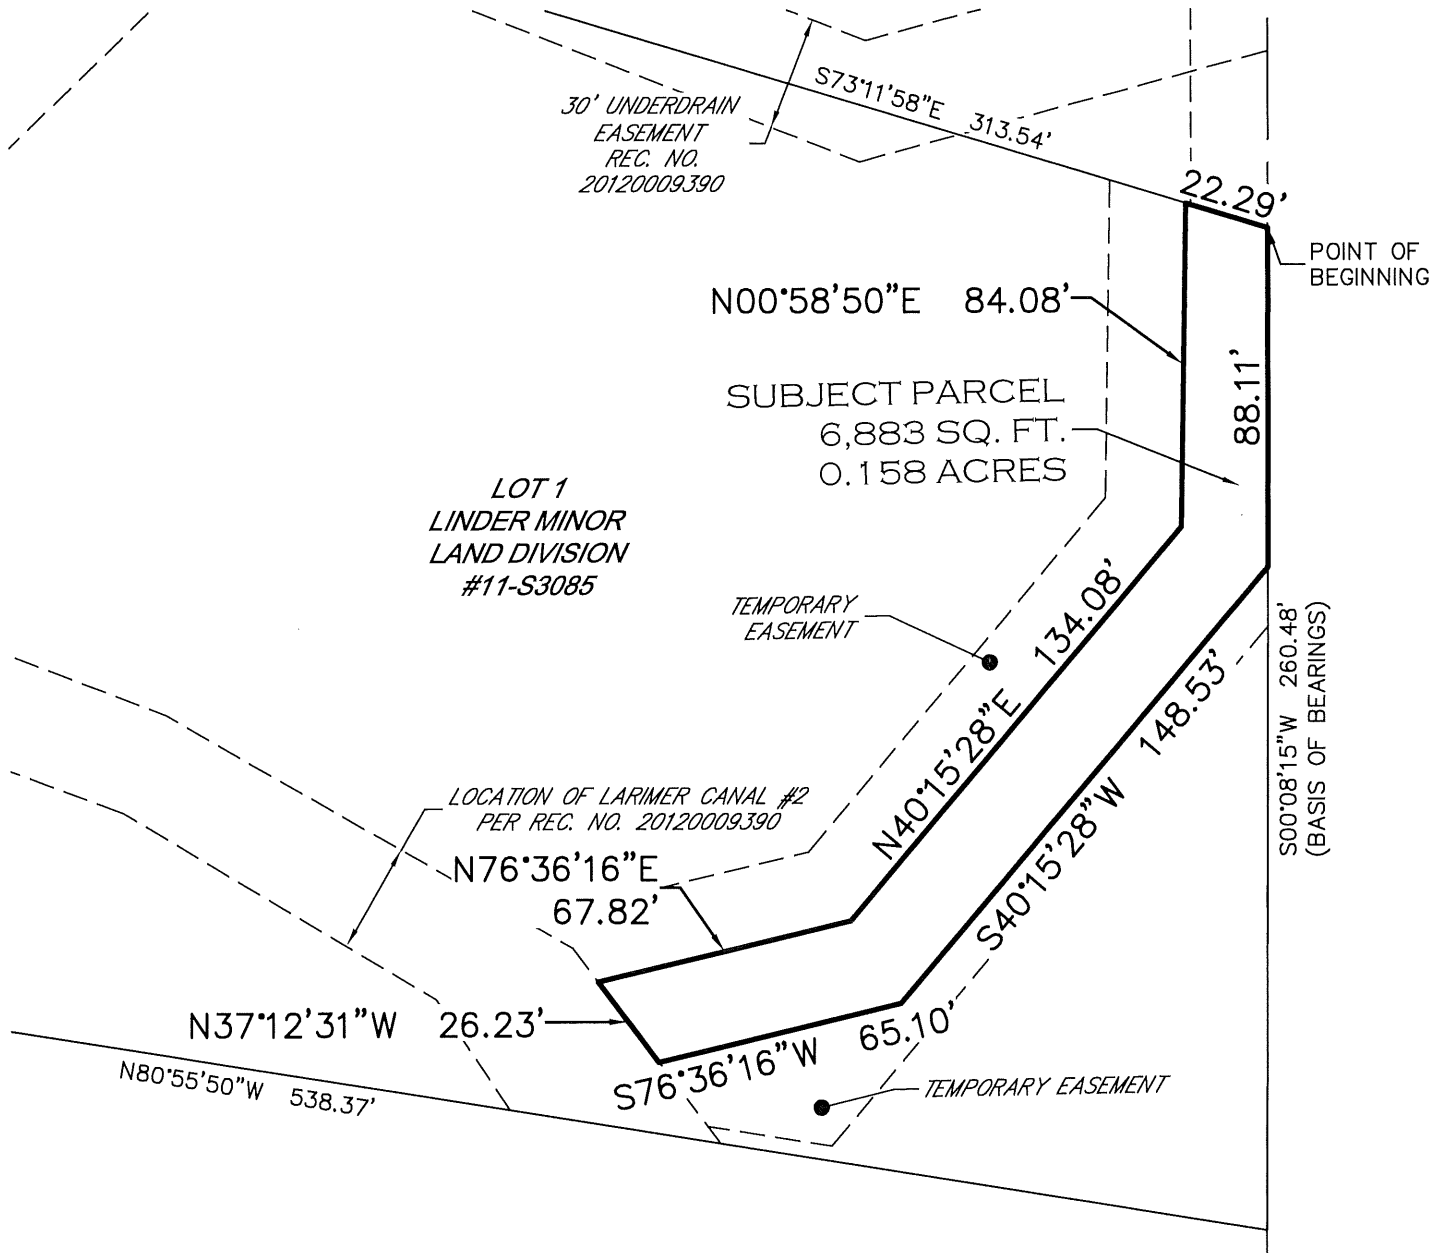 S73°11'58"E 313.54'
30' UNDERDRAIN
EASEMENT
REC. NO.
20120009390
22.29'
POINT OF
BEGINNING
N00°58'50"E 84.08'
88.11'
SUBJECT PARCEL
6,883 SQ. FT.
0.158 ACRES
LOT 1
LINDER MINOR
LAND DIVISION
#11-S3085
TEMPORARY
EASEMENT
N40°15'28"E 134.08'
S40°15'28"W 148.53'
S00°08'15"W 260.48'
(BASIS OF BEARINGS)
LOCATION OF LARIMER CANAL #2
PER REC. NO. 20120009390
N76°36'16"E
67.82'
N37°12'31"W 26.23'
S76°36'16"W 65.10'
N80°55'50"W 538.37'
TEMPORARY EASEMENT